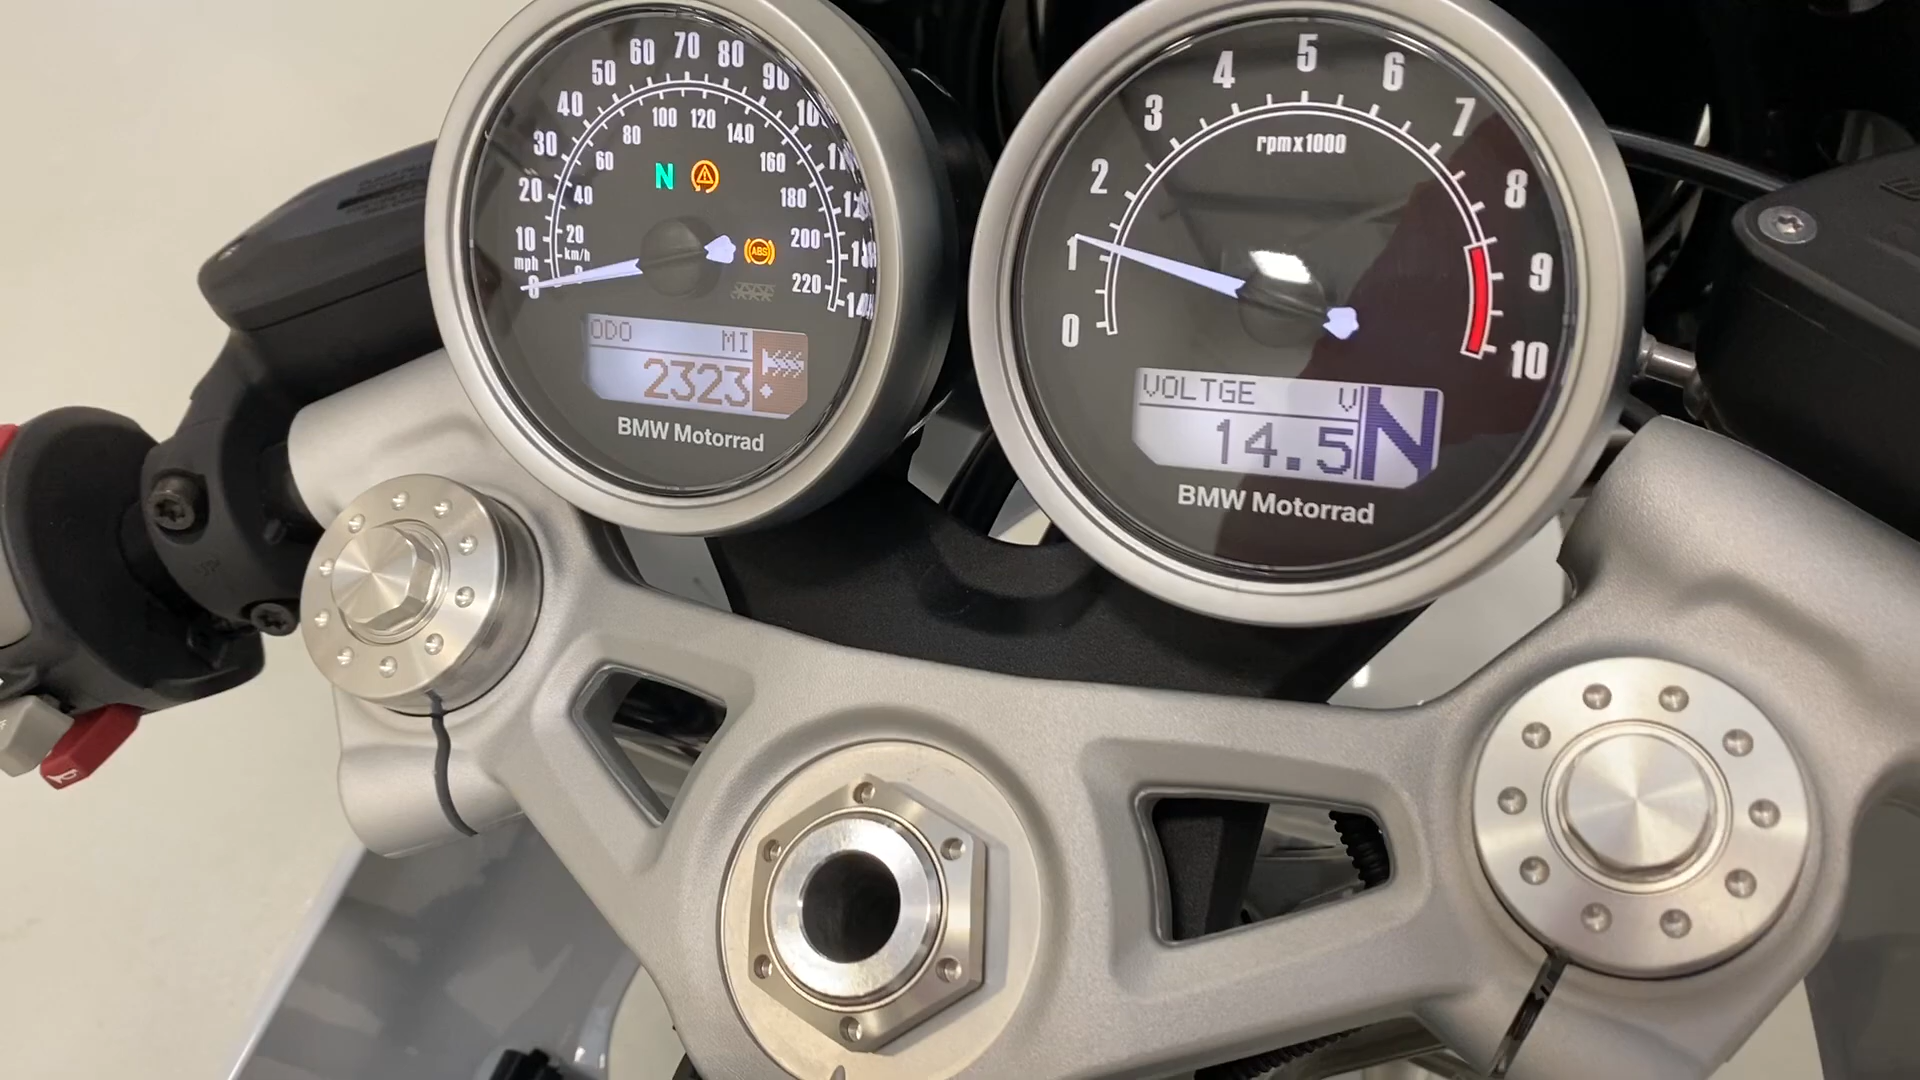 10 20 30 40 50 60 70 80 90
mph
20 40 60 80 100 120 140 160 180 200 220
km/h
N
ABS
ODO MI
2323
BMW Motorrad
0 1 2 3 4 5 6 7 8 9 10
rpmx1000
VOLTGE V
14.5 N
BMW Motorrad